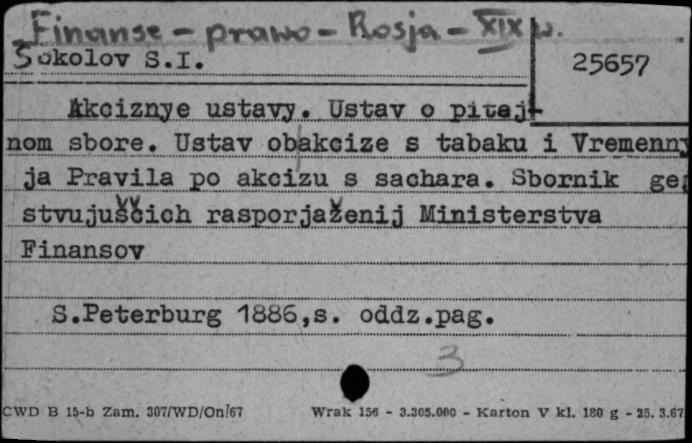 Finanse - prawo - Rosja - XIX w.
Sokolov S.I.
25657
Akciznye ustavy. Ustav o pitej-
nom sbore. Ustav ob akcize s tabaku i Vremenny
ja Pravila po akcizu s sachara. Sbornik gej
stvujuščich rasporjaženij Ministerstva
Finansov
S.Peterburg 1886,s. oddz.pag.
3
CWD B 15-b Zam. 307/WD/On/67 Wrak 156 - 3.305.000 - Karton V kl. 180 g - 25. 3.67